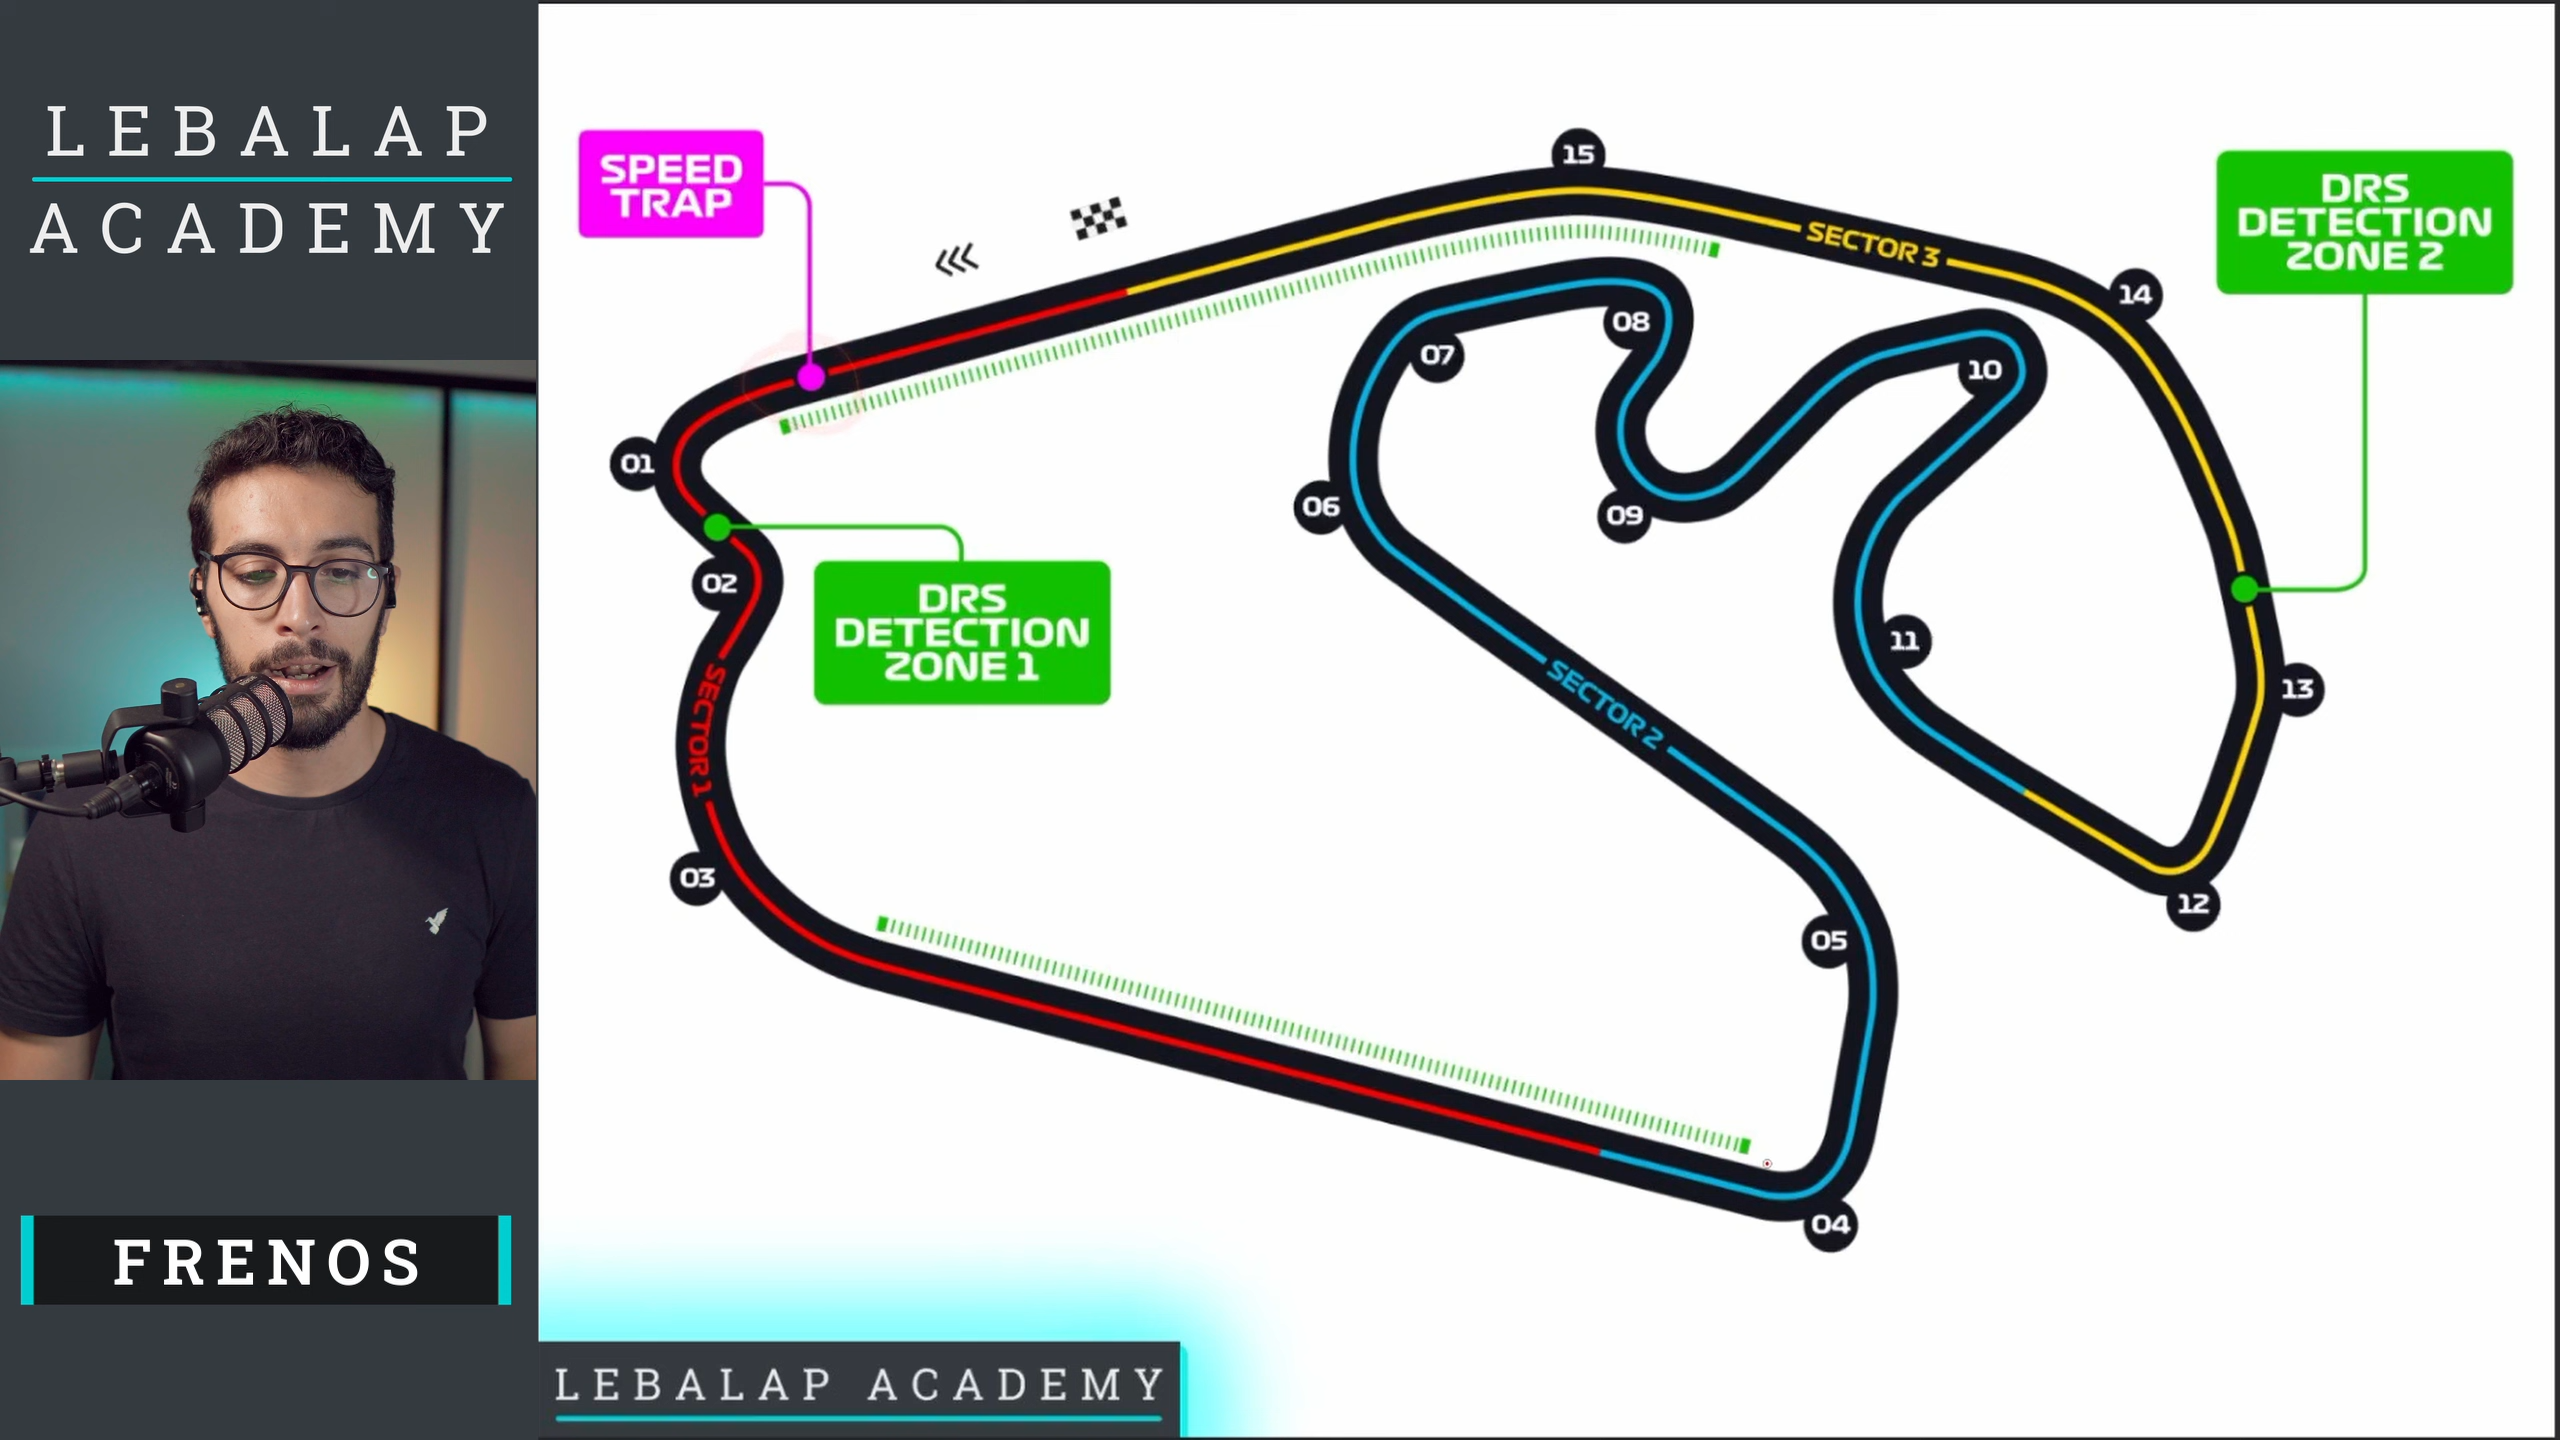 LEBALAP
ACADEMY
FRENOS
SPEED
TRAP
15
SECTOR 3
14
DRS
DETECTION
ZONE 2
08
07
10
01
06
09
02
DRS
DETECTION
ZONE 1
11
SECTOR 2
13
SECTOR 1
03
12
05
04
LEBALAP ACADEMY